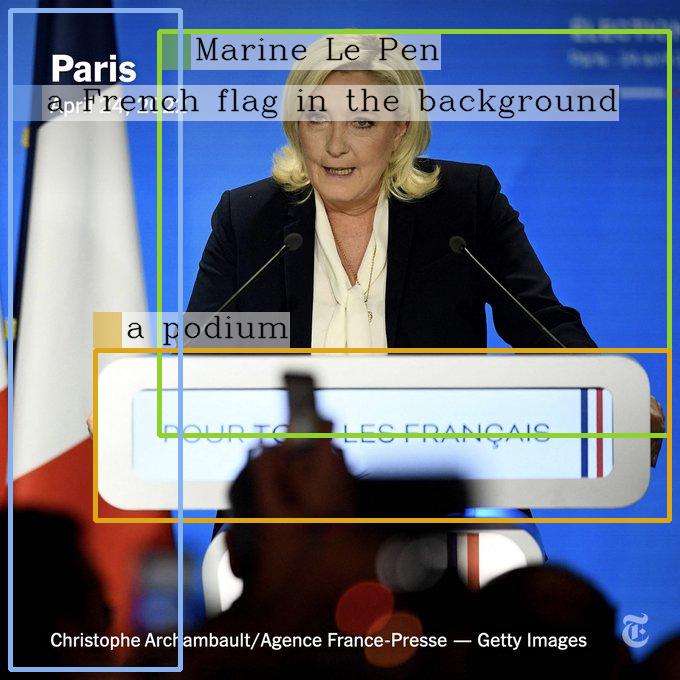 Marine Le Pen
Paris
a French flag in the background
April 24, 2022
a podium
POUR TO LES FRANÇAIS
Christophe Archambault/Agence France-Presse — Getty Images